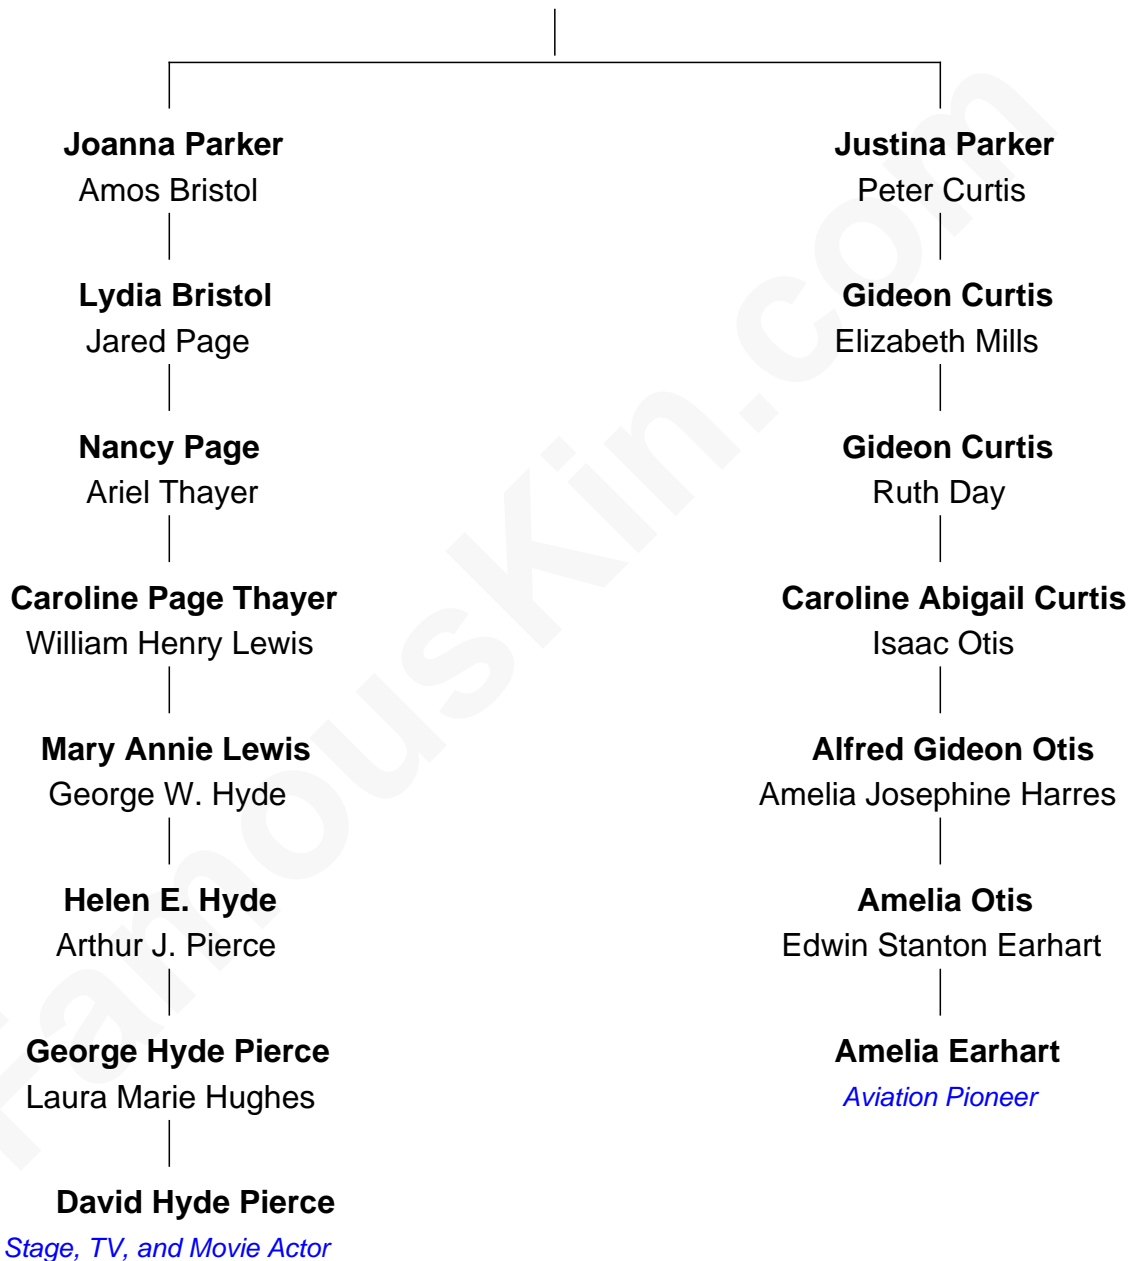 Joanna Parker
Amos Bristol
Lydia Bristol
Jared Page
Nancy Page
Ariel Thayer
Caroline Page Thayer
William Henry Lewis
Mary Annie Lewis
George W. Hyde
Helen E. Hyde
Arthur J. Pierce
George Hyde Pierce
Laura Marie Hughes
David Hyde Pierce
Stage, TV, and Movie Actor
Justina Parker
Peter Curtis
Gideon Curtis
Elizabeth Mills
Gideon Curtis
Ruth Day
Caroline Abigail Curtis
Isaac Otis
Alfred Gideon Otis
Amelia Josephine Harres
Amelia Otis
Edwin Stanton Earhart
Amelia Earhart
Aviation Pioneer
FamousKin.com